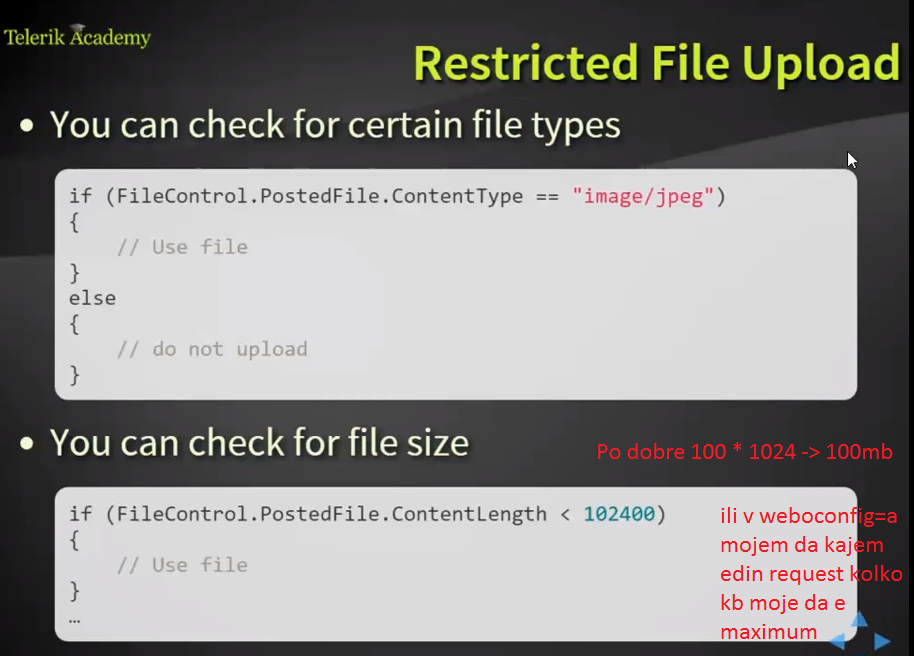 Telerik Academy
Restricted File Upload
• You can check for certain file types
if (FileControl.PostedFile.ContentType == "image/jpeg")
{
    // Use file
}
else
{
    // do not upload
}
• You can check for file size
Po dobre 100 * 1024 -> 100mb
if (FileControl.PostedFile.ContentLength < 102400)
{
    // Use file
}
…
ili v weboconfig=a
mojem da kajem
edin request kolko
kb moje da e
maximum